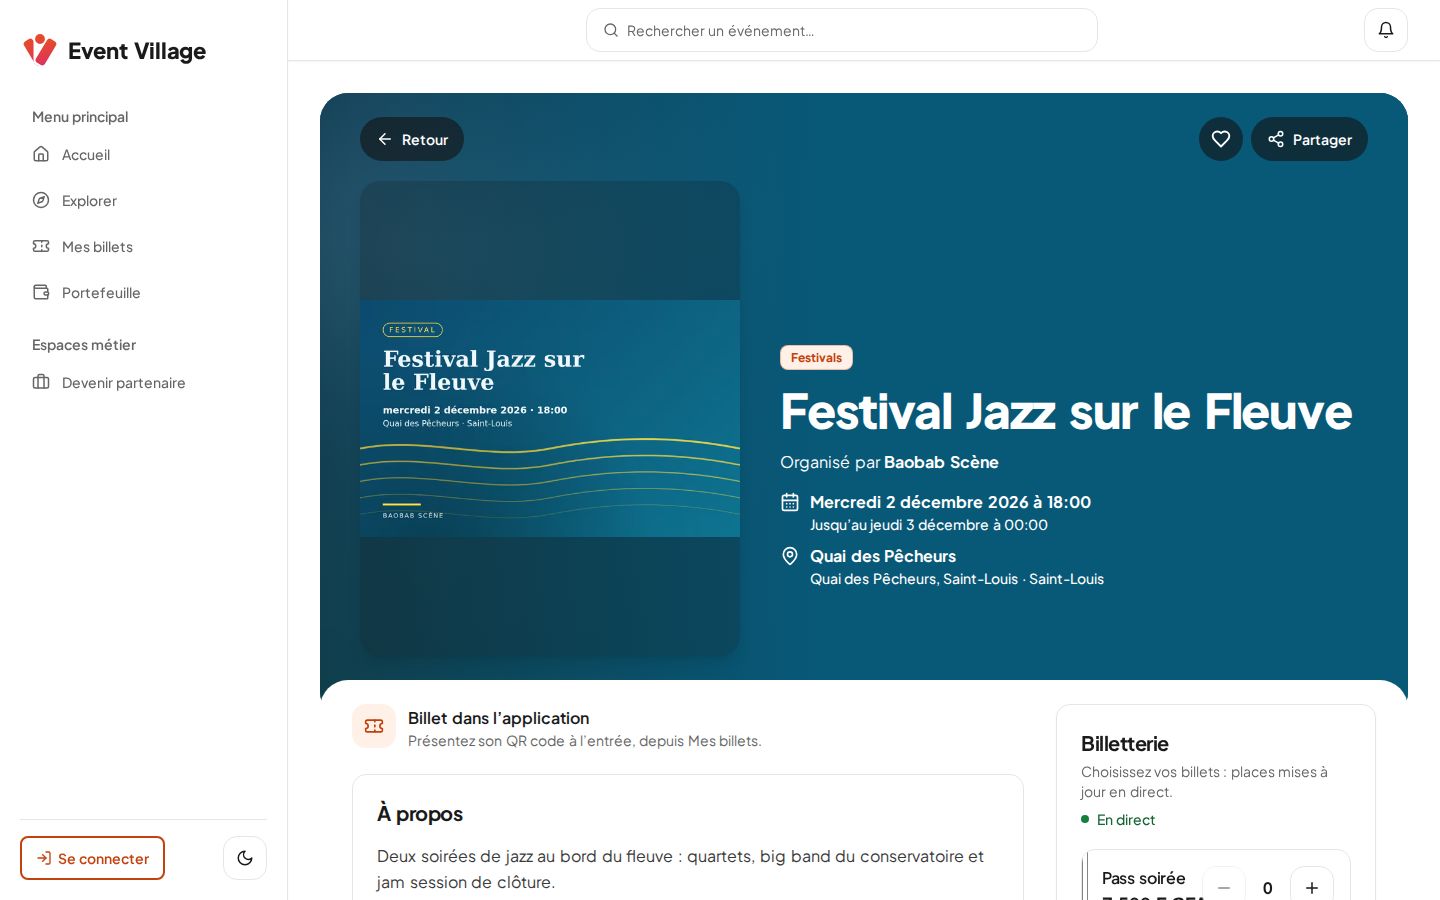 Event Village
Rechercher un événement…
Menu principal
Accueil
Explorer
Mes billets
Portefeuille
Espaces métier
Devenir partenaire
Se connecter
Retour
Partager
FESTIVAL
Festival Jazz sur
le Fleuve
mercredi 2 décembre 2026 · 18:00
Quai des Pêcheurs · Saint-Louis
BAOBAB SCÈNE
Festivals
Festival Jazz sur le Fleuve
Organisé par Baobab Scène
Mercredi 2 décembre 2026 à 18:00
Jusqu’au jeudi 3 décembre à 00:00
Quai des Pêcheurs
Quai des Pêcheurs, Saint-Louis · Saint-Louis
Billet dans l’application
Présentez son QR code à l’entrée, depuis Mes billets.
À propos
Deux soirées de jazz au bord du fleuve : quartets, big band du conservatoire et
jam session de clôture.
Billetterie
Choisissez vos billets : places mises à
jour en direct.
En direct
Pass soirée
0